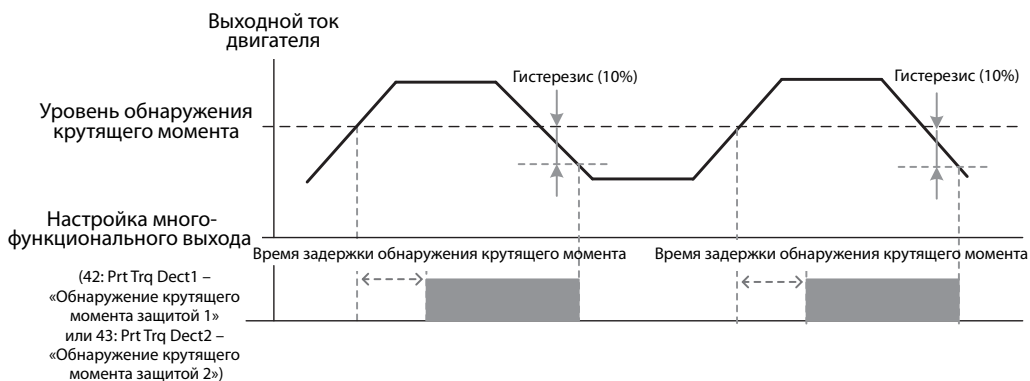 Выходной ток
двигателя
Гистерезис (10%)
Гистерезис (10%)
Уровень обнаружения
крутящего момента
Настройка много-
функционального выхода
Время задержки обнаружения крутящего момента
Время задержки обнаружения крутящего момента
(42: Prt Trq Dect1 –
«Обнаружение крутящего
момента защитой 1»
или 43: Prt Trq Dect2 –
«Обнаружение крутящего
момента защитой 2»)